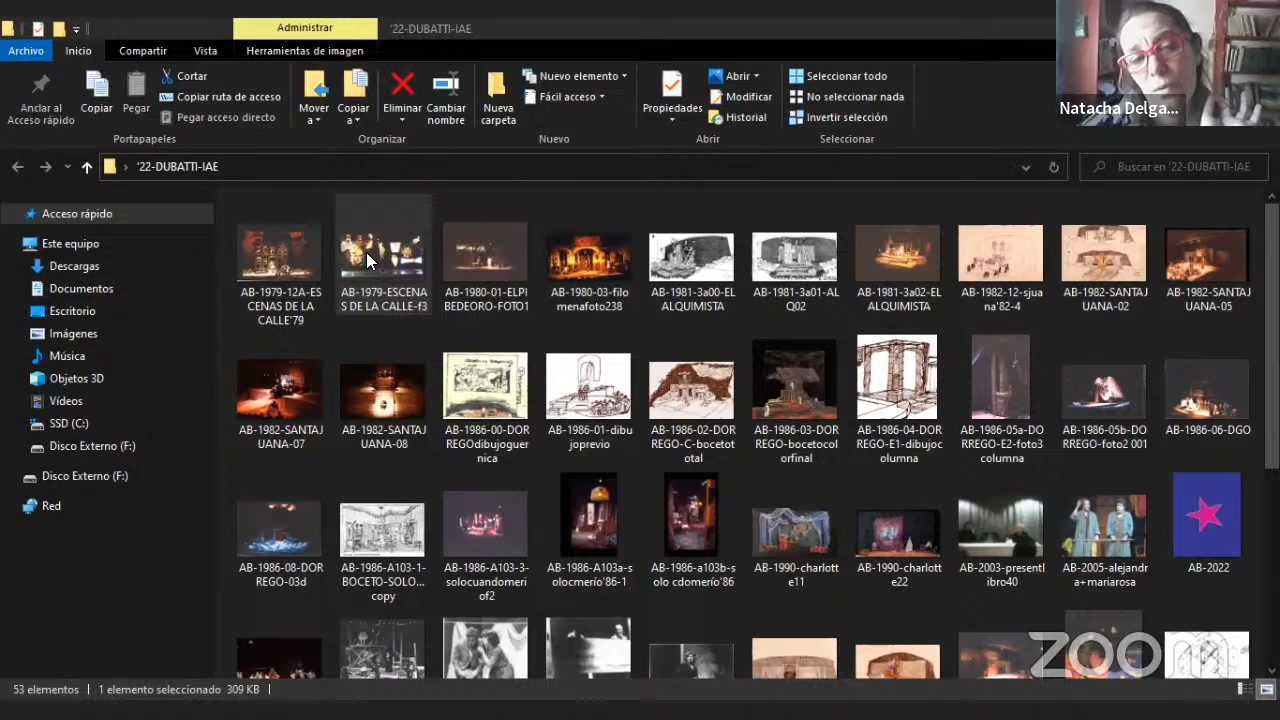 Administrar
'22-DUBATTI-IAE
Archivo
Inicio
Compartir
Vista
Herramientas de imagen
Anclar al
Acceso rápido
Copiar
Pegar
Cortar
Copiar ruta de acceso
Pegar acceso directo
Mover
a
Copiar
a
Eliminar
Cambiar
nombre
Nueva
carpeta
Nuevo elemento
Fácil acceso
Propiedades
Abrir
Modificar
Historial
Seleccionar todo
No seleccionar nada
Invertir selección
Portapapeles
Organizar
Nuevo
Abrir
Seleccionar
Natacha Delga...
'22-DUBATTI-IAE
Buscar en '22-DUBATTI-IAE
Acceso rápido
Este equipo
Descargas
Documentos
Escritorio
Imágenes
Música
Objetos 3D
Vídeos
SSD (C:)
Disco Externo (F:)
Disco Externo (F:)
Red
AB-1979-12A-ES
CENAS DE LA
CALLE'79
AB-1979-ESCENA
S DE LA CALLE-f3
AB-1980-01-ELPI
BEDEORO-FOTO1
AB-1980-03-filo
menafoto238
AB-1981-3a00-EL
ALQUIMISTA
AB-1981-3a01-AL
Q02
AB-1981-3a02-EL
ALQUIMISTA
AB-1982-12-sjua
na'82-4
AB-1982-SANTAJ
UANA-02
AB-1982-SANTAJ
UANA-05
AB-1982-SANTAJ
UANA-07
AB-1982-SANTAJ
UANA-08
AB-1986-00-DOR
REGOdibujoguer
nica
AB-1986-01-dibu
joprevio
AB-1986-02-DOR
REGO-C-bocetot
otal
AB-1986-03-DOR
REGO-bocetocol
orfinal
AB-1986-04-DOR
REGO-E1-dibujoc
olumna
AB-1986-05a-DO
RREGO-E2-foto3
columna
AB-1986-05b-DO
RREGO-foto2 001
AB-1986-06-DGO
AB-1986-08-DOR
REGO-03d
AB-1986-A103-1-
BOCETO-SOLO...
copy
AB-1986-A103-3-
solocuandomeri
of2
AB-1986-A103a-s
olocmerío'86-1
AB-1986-a103b-s
olo cdomerío'86
AB-1990-charlott
e11
AB-1990-charlott
e22
AB-2003-presentl
ibro40
AB-2005-alejandr
a+mariarosa
AB-2022
zoom
53 elementos
1 elemento seleccionado 309 KB